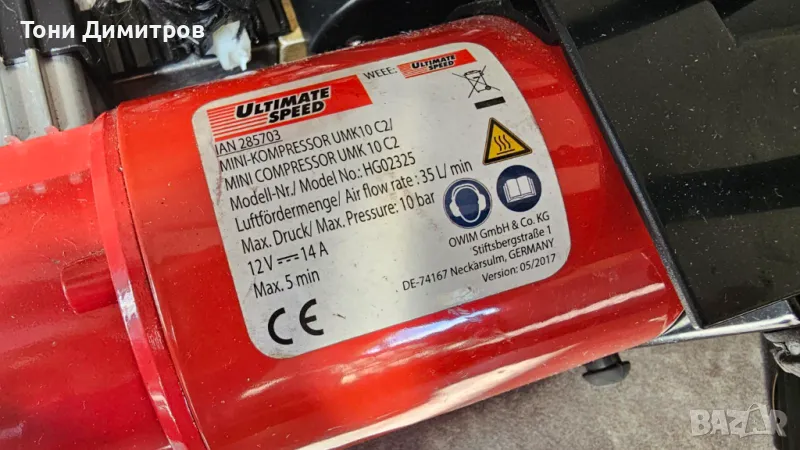 Тони Димитров
ULTIMATE SPEED
WEEE: ULTIMATE SPEED
IAN 285703
MINI-KOMPRESSOR UMK10 C2/
MINI COMPRESSOR UMK 10 C2
Modell-Nr./ Model No.: HG02325
Luftfördermenge/ Air flow rate : 35 L/ min
Max. Druck/ Max. Pressure: 10 bar
12 V ⎓ 14 A
Max. 5 min
CE
OWIM GmbH & Co. KG
Stiftsbergstraße 1
DE-74167 Neckarsulm, GERMANY
Version: 05/2017
BAZAR